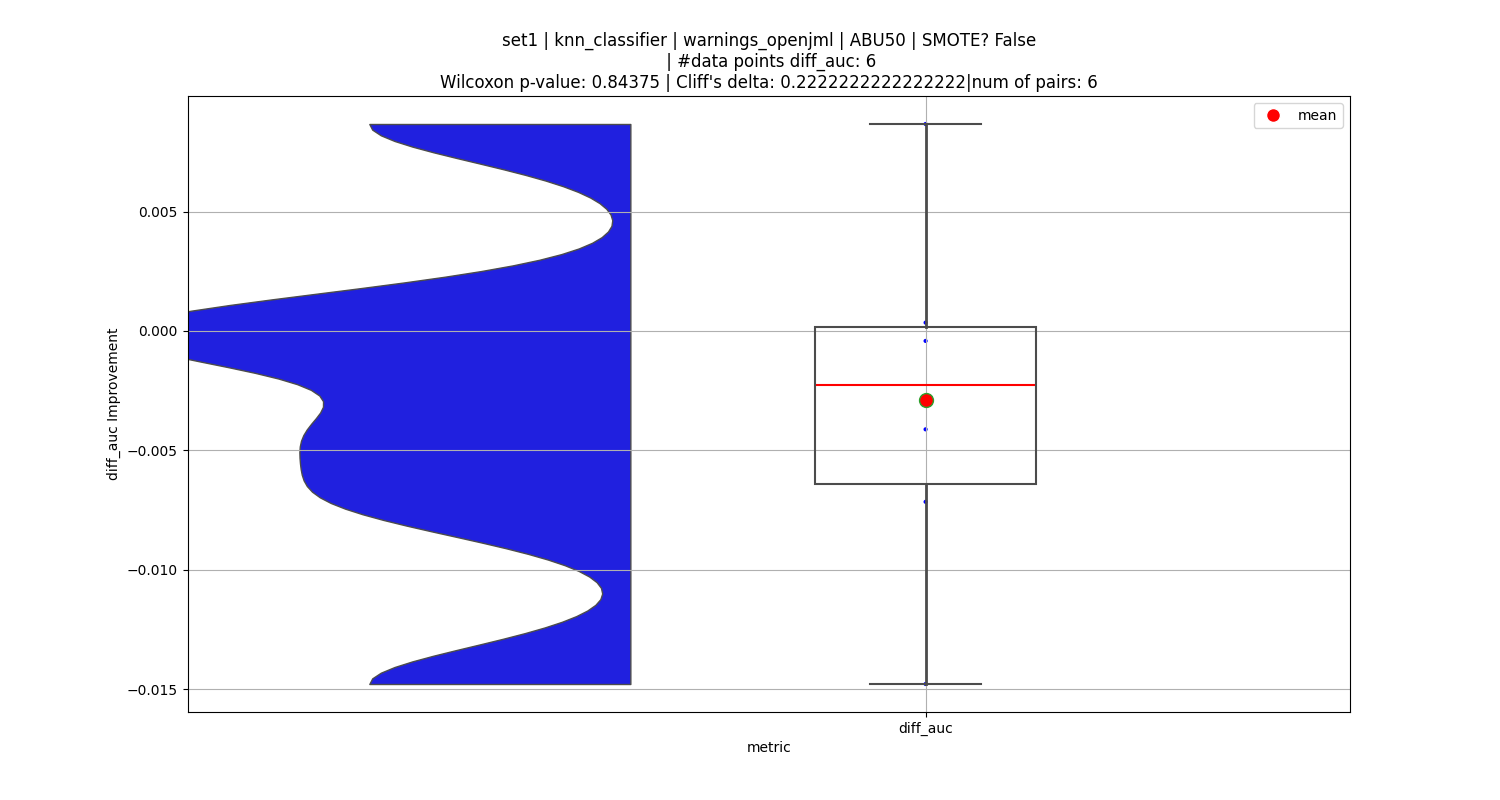 set1 | knn_classifier | warnings_openjml | ABU50 | SMOTE? False
| #data points diff_auc: 6
Wilcoxon p-value: 0.84375 | Cliff's delta: 0.2222222222222222|num of pairs: 6
mean
0.005
0.000
−0.005
−0.010
−0.015
diff_auc Improvement
diff_auc
metric